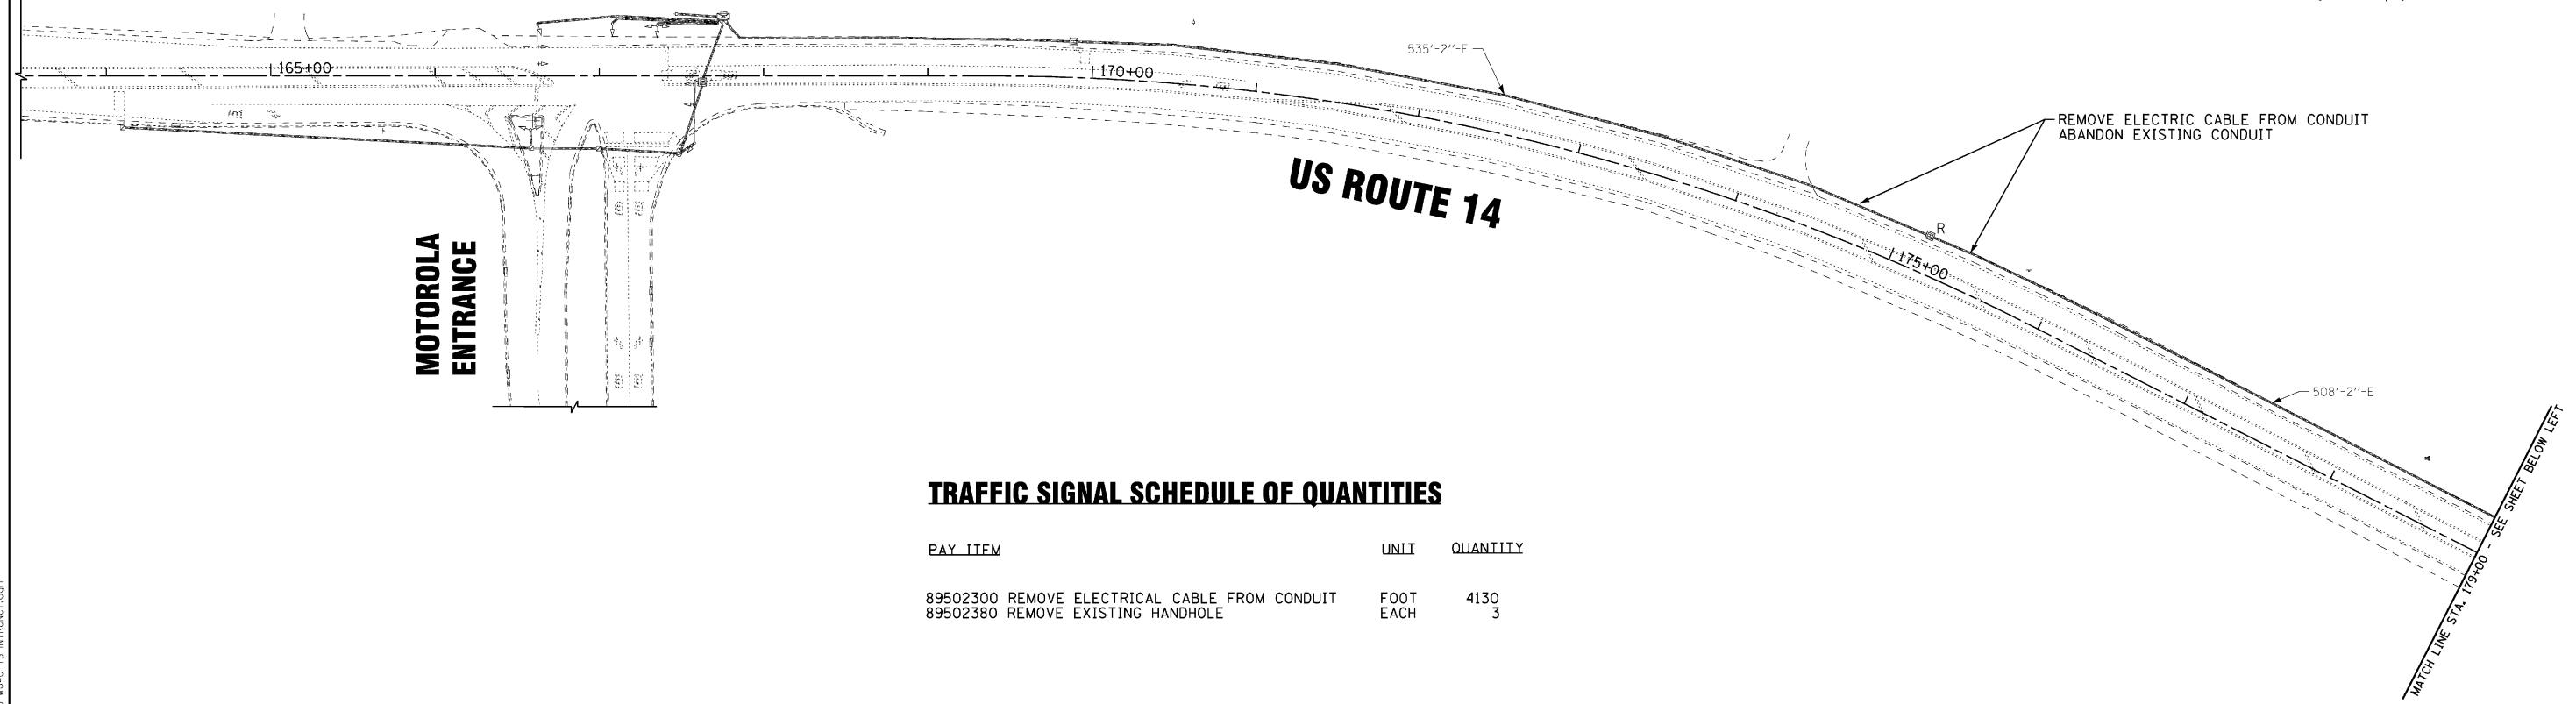 165+00
170+00
535'-2"-E
REMOVE ELECTRIC CABLE FROM CONDUIT
ABANDON EXISTING CONDUIT
US ROUTE 14
R
175+00
MOTOROLA
ENTRANCE
508'-2"-E
MATCH LINE STA. 179+00 - SEE SHEET BELOW LEFT
TRAFFIC SIGNAL SCHEDULE OF QUANTITIES
PAY ITEM UNIT QUANTITY
89502300 REMOVE ELECTRICAL CABLE FROM CONDUIT FOOT 4130
89502380 REMOVE EXISTING HANDHOLE EACH 3